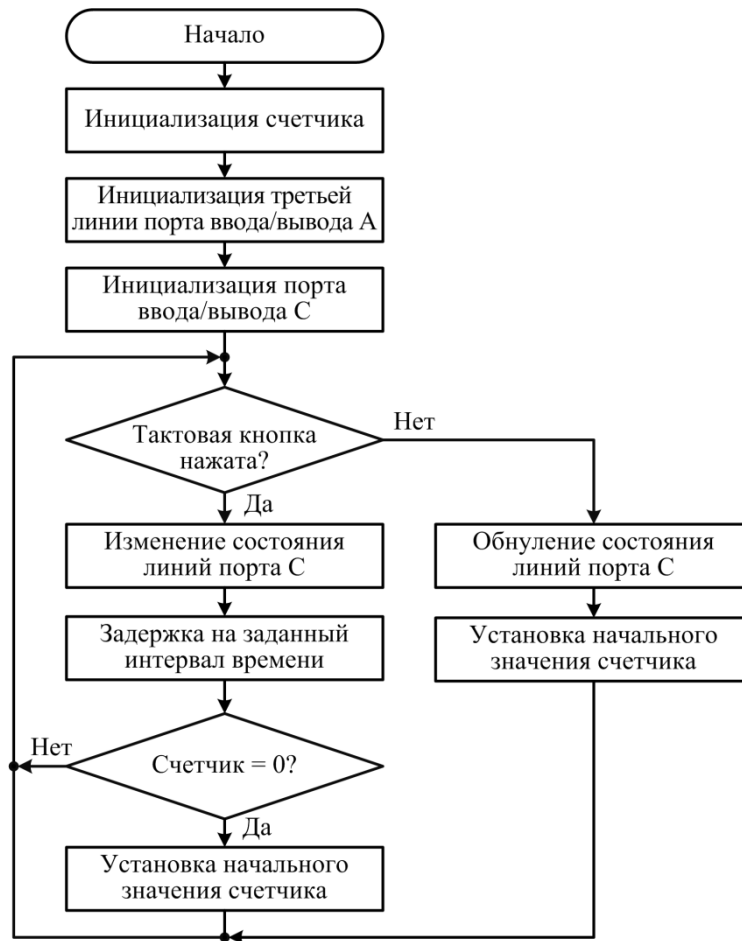 Начало
Инициализация счетчика
Инициализация третьей
линии порта ввода/вывода А
Инициализация порта
ввода/вывода С
Тактовая кнопка
нажата?
Нет
Да
Изменение состояния
линий порта С
Обнуление состояния
линий порта С
Задержка на заданный
интервал времени
Установка начального
значения счетчика
Нет
Счетчик = 0?
Да
Установка начального
значения счетчика